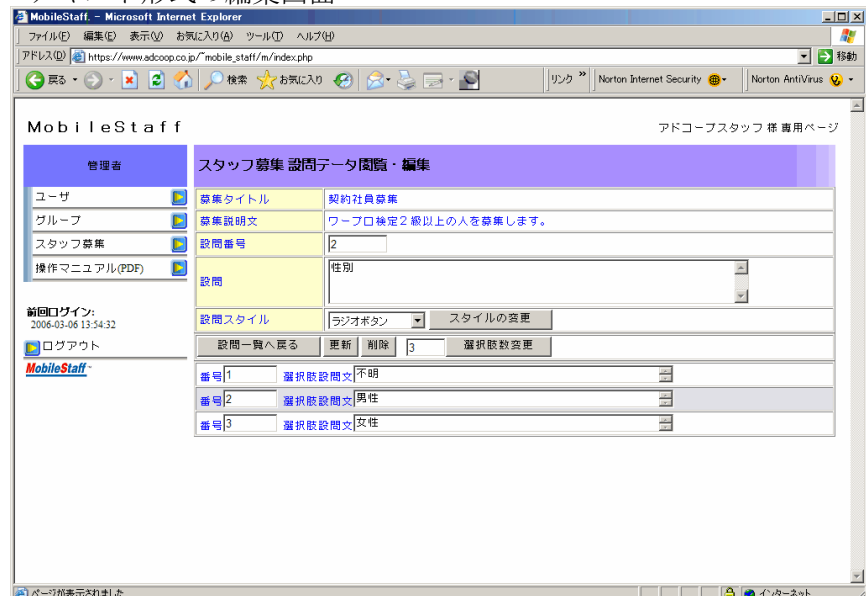 MobileStaff. - Microsoft Internet Explorer
ファイル(F) 編集(E) 表示(V) お気に入り(A) ツール(T) ヘルプ(H)
アドレス(D) https://www.adcoop.co.jp/~mobile_staff/m/index.php 移動
戻る 検索 お気に入り リンク » Norton Internet Security Norton AntiVirus
MobileStaff アドコープスタッフ 様 専用ページ
管理者
ユーザ
グループ
スタッフ募集
操作マニュアル(PDF)
前回ログイン:
2006-03-06 13:54:32
ログアウト
MobileStaff
スタッフ募集 設問データ閲覧・編集
募集タイトル 契約社員募集
募集説明文 ワープロ検定2級以上の人を募集します。
設問番号 2
設問 性別
設問スタイル ラジオボタン スタイルの変更
設問一覧へ戻る 更新 削除 3 選択肢数変更
番号 1 選択肢設問文 不明
番号 2 選択肢設問文 男性
番号 3 選択肢設問文 女性
ページが表示されました インターネット